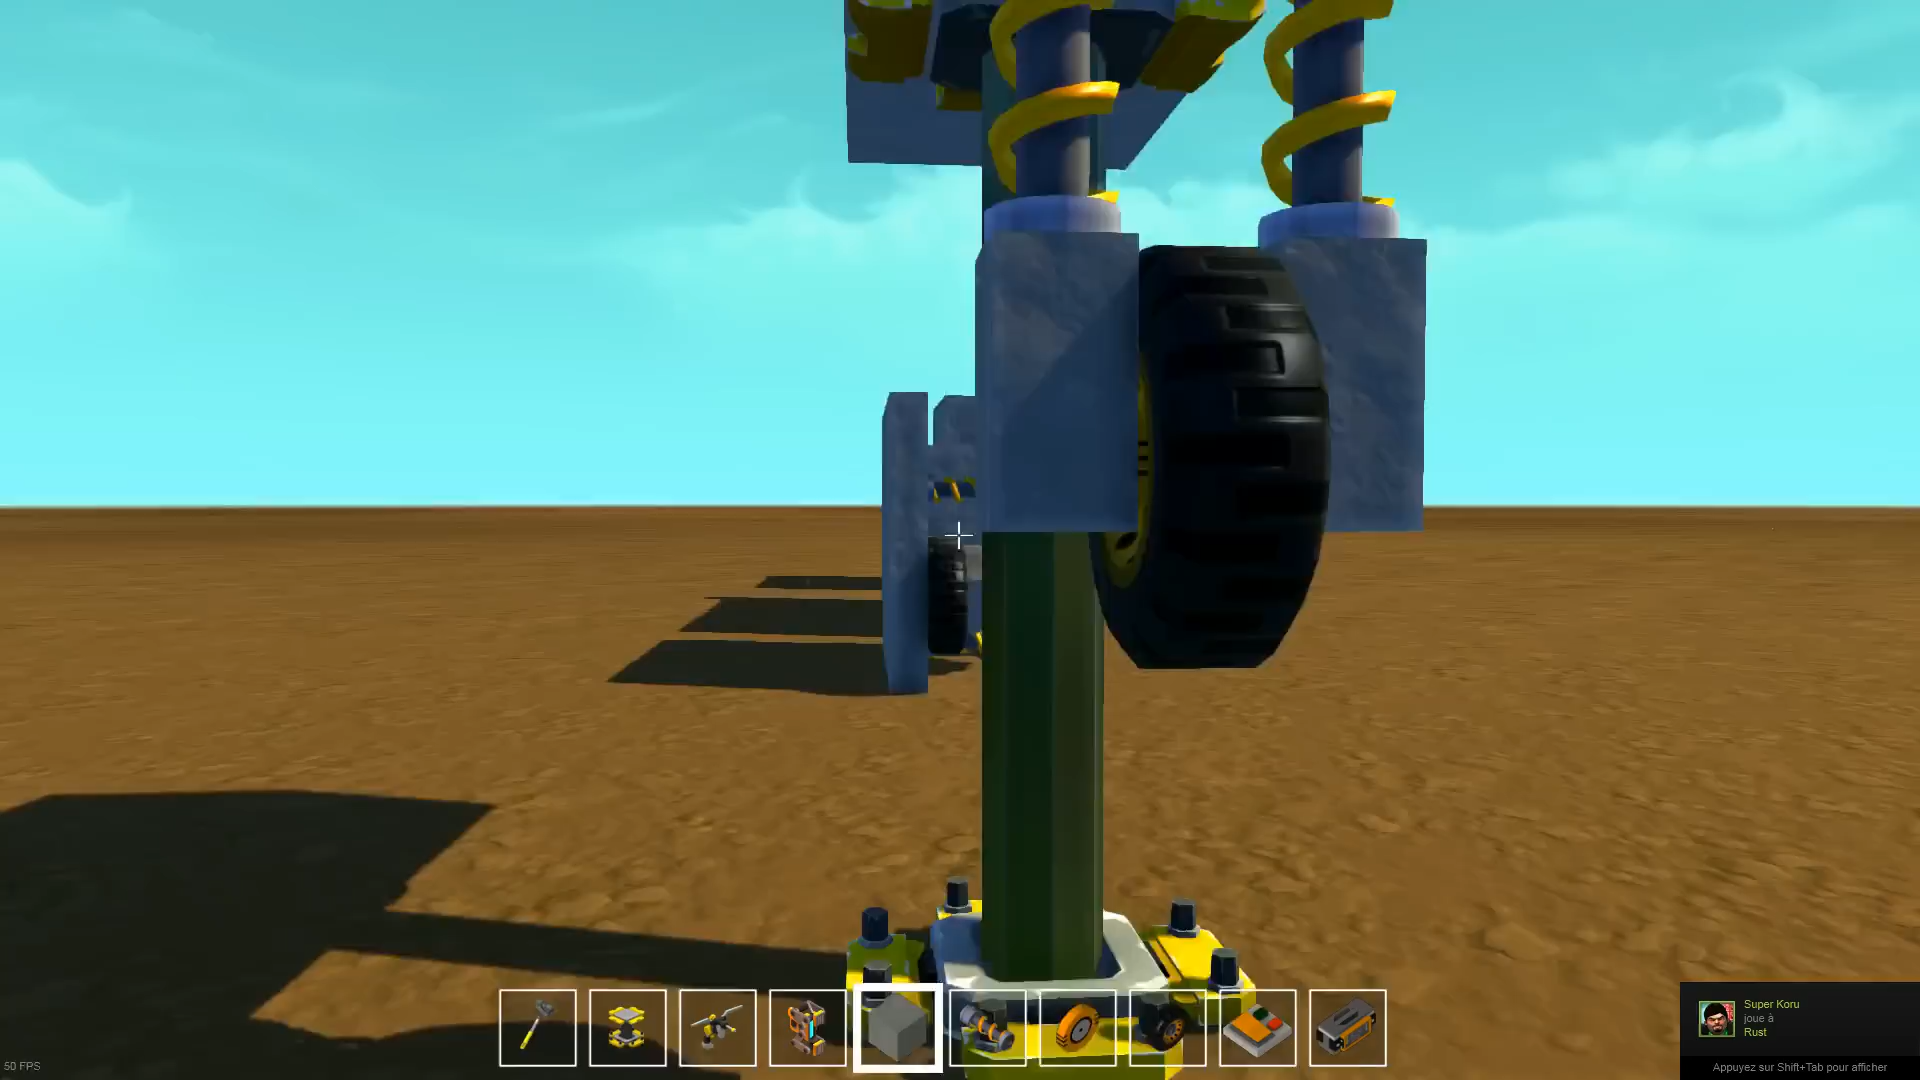 Super Koru
joue à
Rust
50 FPS
Appuyez sur Shift+Tab pour afficher